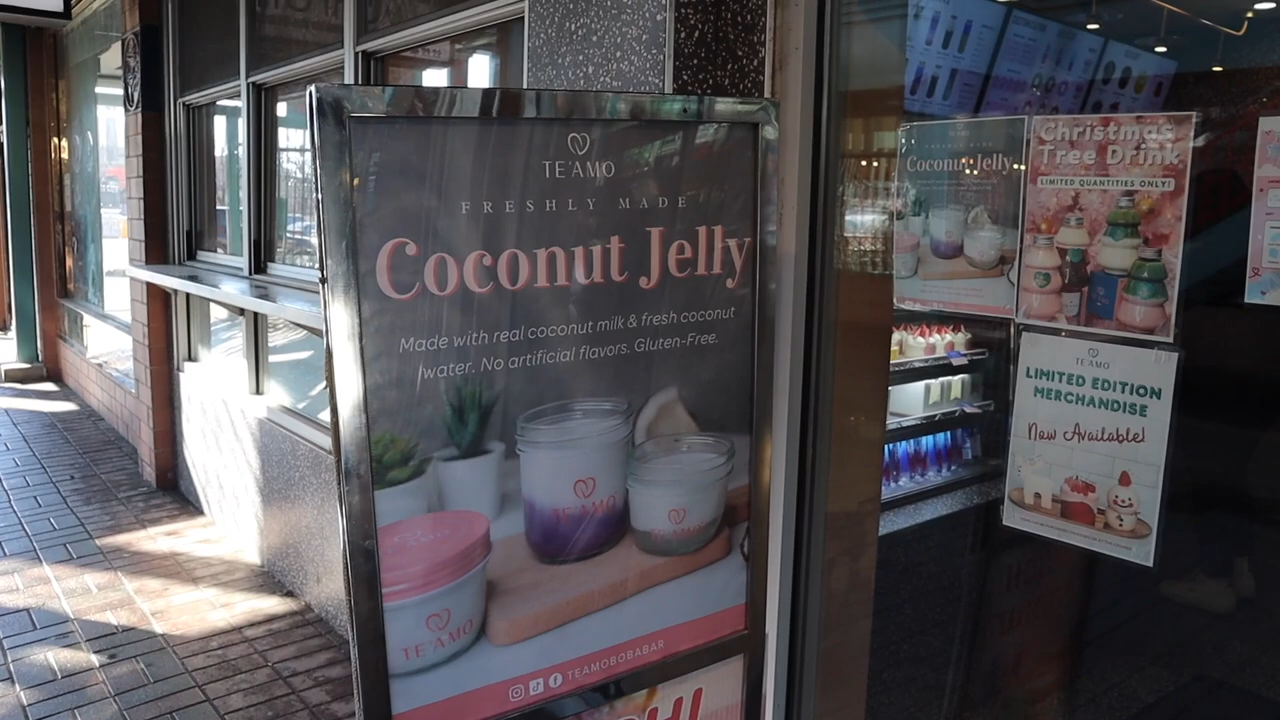 TE'AMO
FRESHLY MADE
Coconut Jelly
Made with real coconut milk & fresh coconut
water. No artificial flavors. Gluten-Free.
TE'AMO
TE'AMO
TE'AMO
TEAMOBOBABAR
Coconut Jelly
Christmas
Tree Drink
LIMITED QUANTITIES ONLY!
TE'AMO
LIMITED EDITION
MERCHANDISE
Now Available!